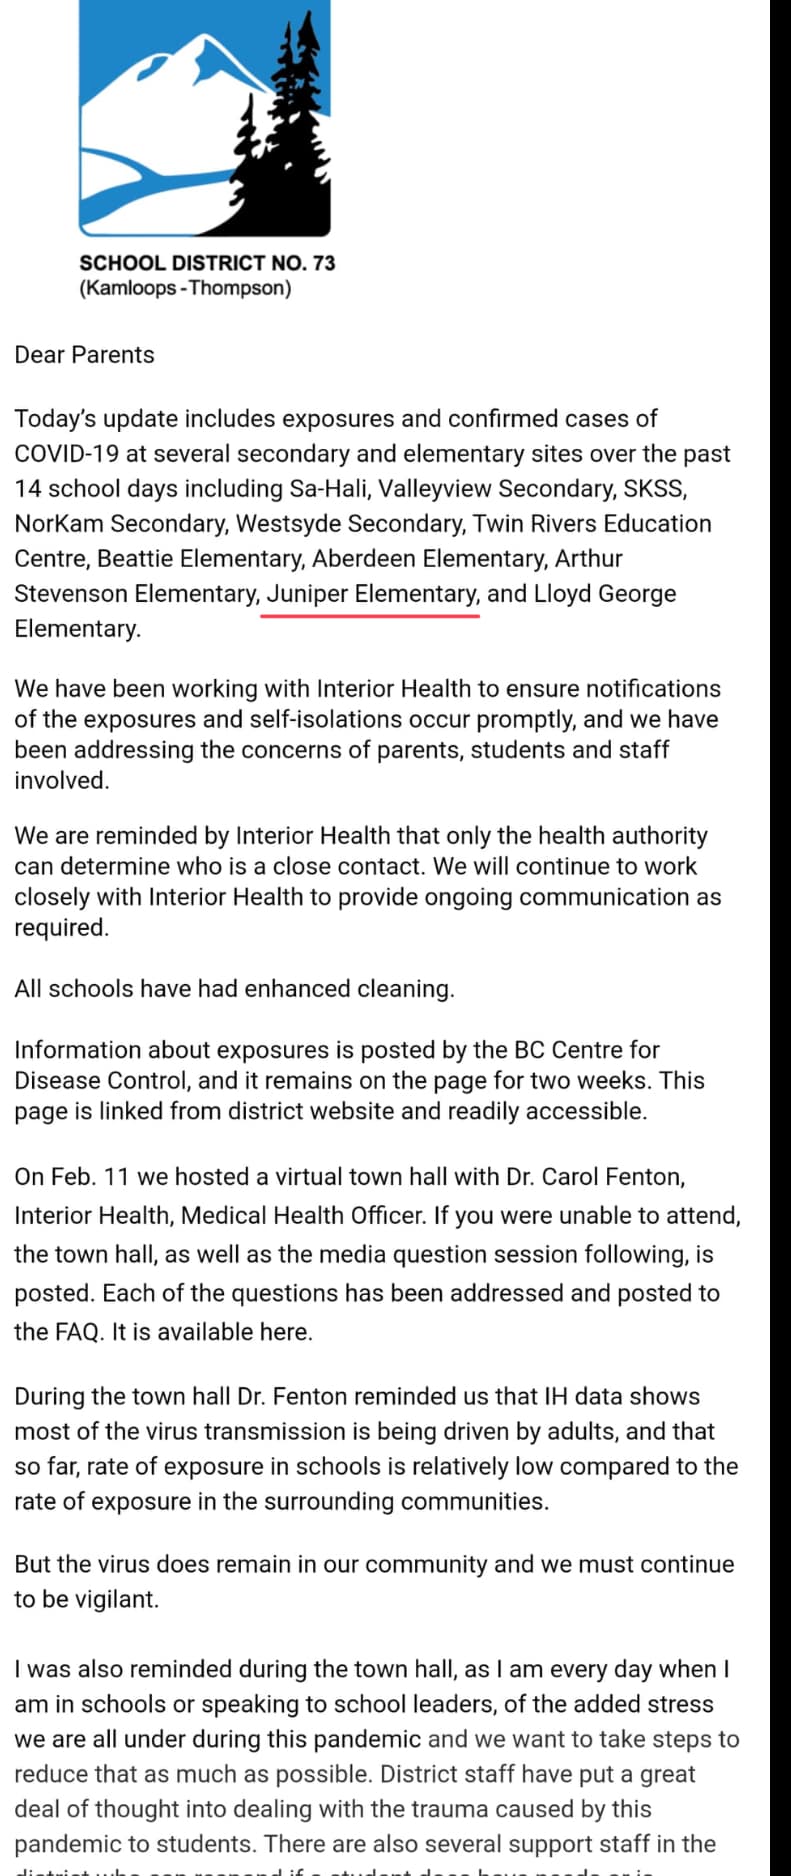 SCHOOL DISTRICT NO. 73
(Kamloops - Thompson)
Dear Parents
Today's update includes exposures and confirmed cases of
COVID-19 at several secondary and elementary sites over the past
14 school days including Sa-Hali, Valleyview Secondary, SKSS,
NorKam Secondary, Westsyde Secondary, Twin Rivers Education
Centre, Beattie Elementary, Aberdeen Elementary, Arthur
Stevenson Elementary, Juniper Elementary, and Lloyd George
Elementary.
We have been working with Interior Health to ensure notifications
of the exposures and self-isolations occur promptly, and we have
been addressing the concerns of parents, students and staff
involved.
We are reminded by Interior Health that only the health authority
can determine who is a close contact. We will continue to work
closely with Interior Health to provide ongoing communication as
required.
All schools have had enhanced cleaning.
Information about exposures is posted by the BC Centre for
Disease Control, and it remains on the page for two weeks. This
page is linked from district website and readily accessible.
On Feb. 11 we hosted a virtual town hall with Dr. Carol Fenton,
Interior Health, Medical Health Officer. If you were unable to attend,
the town hall, as well as the media question session following, is
posted. Each of the questions has been addressed and posted to
the FAQ. It is available here.
During the town hall Dr. Fenton reminded us that IH data shows
most of the virus transmission is being driven by adults, and that
so far, rate of exposure in schools is relatively low compared to the
rate of exposure in the surrounding communities.
But the virus does remain in our community and we must continue
to be vigilant.
I was also reminded during the town hall, as I am every day when I
am in schools or speaking to school leaders, of the added stress
we are all under during this pandemic and we want to take steps to
reduce that as much as possible. District staff have put a great
deal of thought into dealing with the trauma caused by this
pandemic to students. There are also several support staff in the